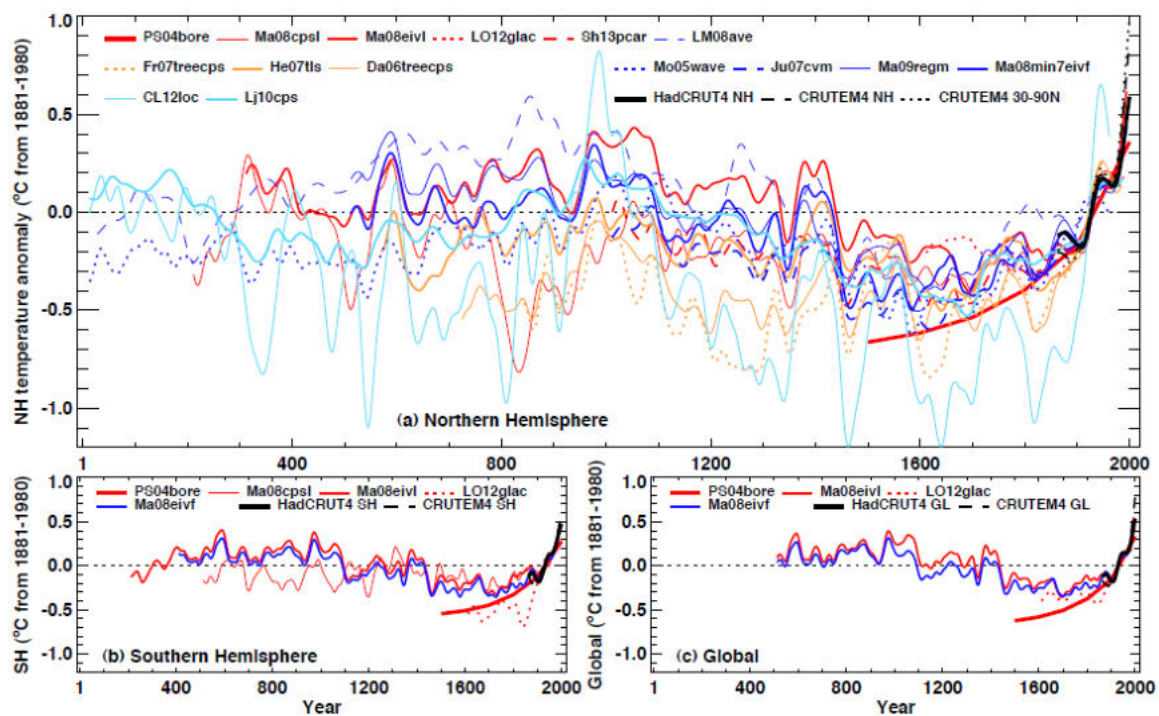 1.0
PS04bore Ma08cpsl Ma08eivl LO12glac Sh13pcar LM08ave
Fr07treecps He07tls Da06treecps Mo05wave Ju07cvm Ma09regm Ma08min7eivf
CL12loc Lj10cps HadCRUT4 NH CRUTEM4 NH CRUTEM4 30-90N
0.5
0.0
-0.5
-1.0
NH temperature anomaly (°C from 1881-1980)
(a) Northern Hemisphere
1 400 800 1200 1600 2000
1.0
PS04bore Ma08cpsl Ma08eivl LO12glac
Ma08eivf HadCRUT4 SH CRUTEM4 SH
0.5
0.0
-0.5
-1.0
SH (°C from 1881-1980)
(b) Southern Hemisphere
1 400 800 1200 1600 2000
Year
1.0
PS04bore Ma08eivl LO12glac
Ma08eivf HadCRUT4 GL CRUTEM4 GL
0.5
0.0
-0.5
-1.0
Global (°C from 1881-1980)
(c) Global
1 400 800 1200 1600 2000
Year